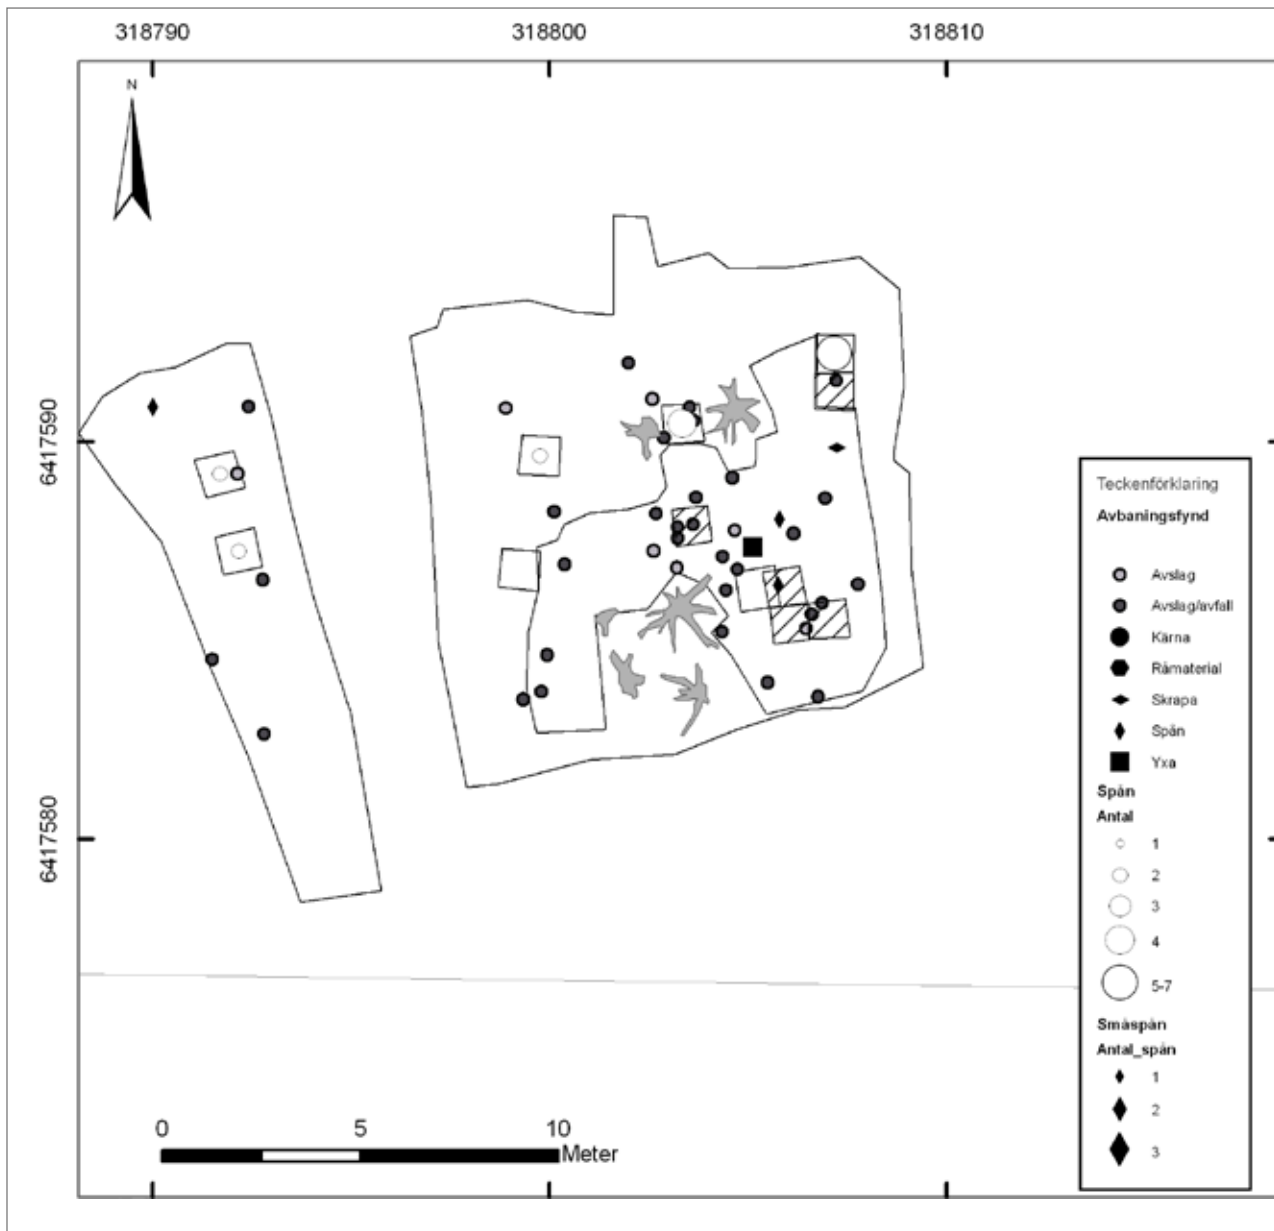 318790 318800 318810
N
6417590
6417580
Teckenförklaring
Avbaningsfynd
Avslag
Avslag/avfall
Kärna
Råmaterial
Skrapa
Spån
Yxa
Spån
Antal
1
2
3
4
5-7
Småspån
Antal_spån
1
2
3
0 5 10
Meter